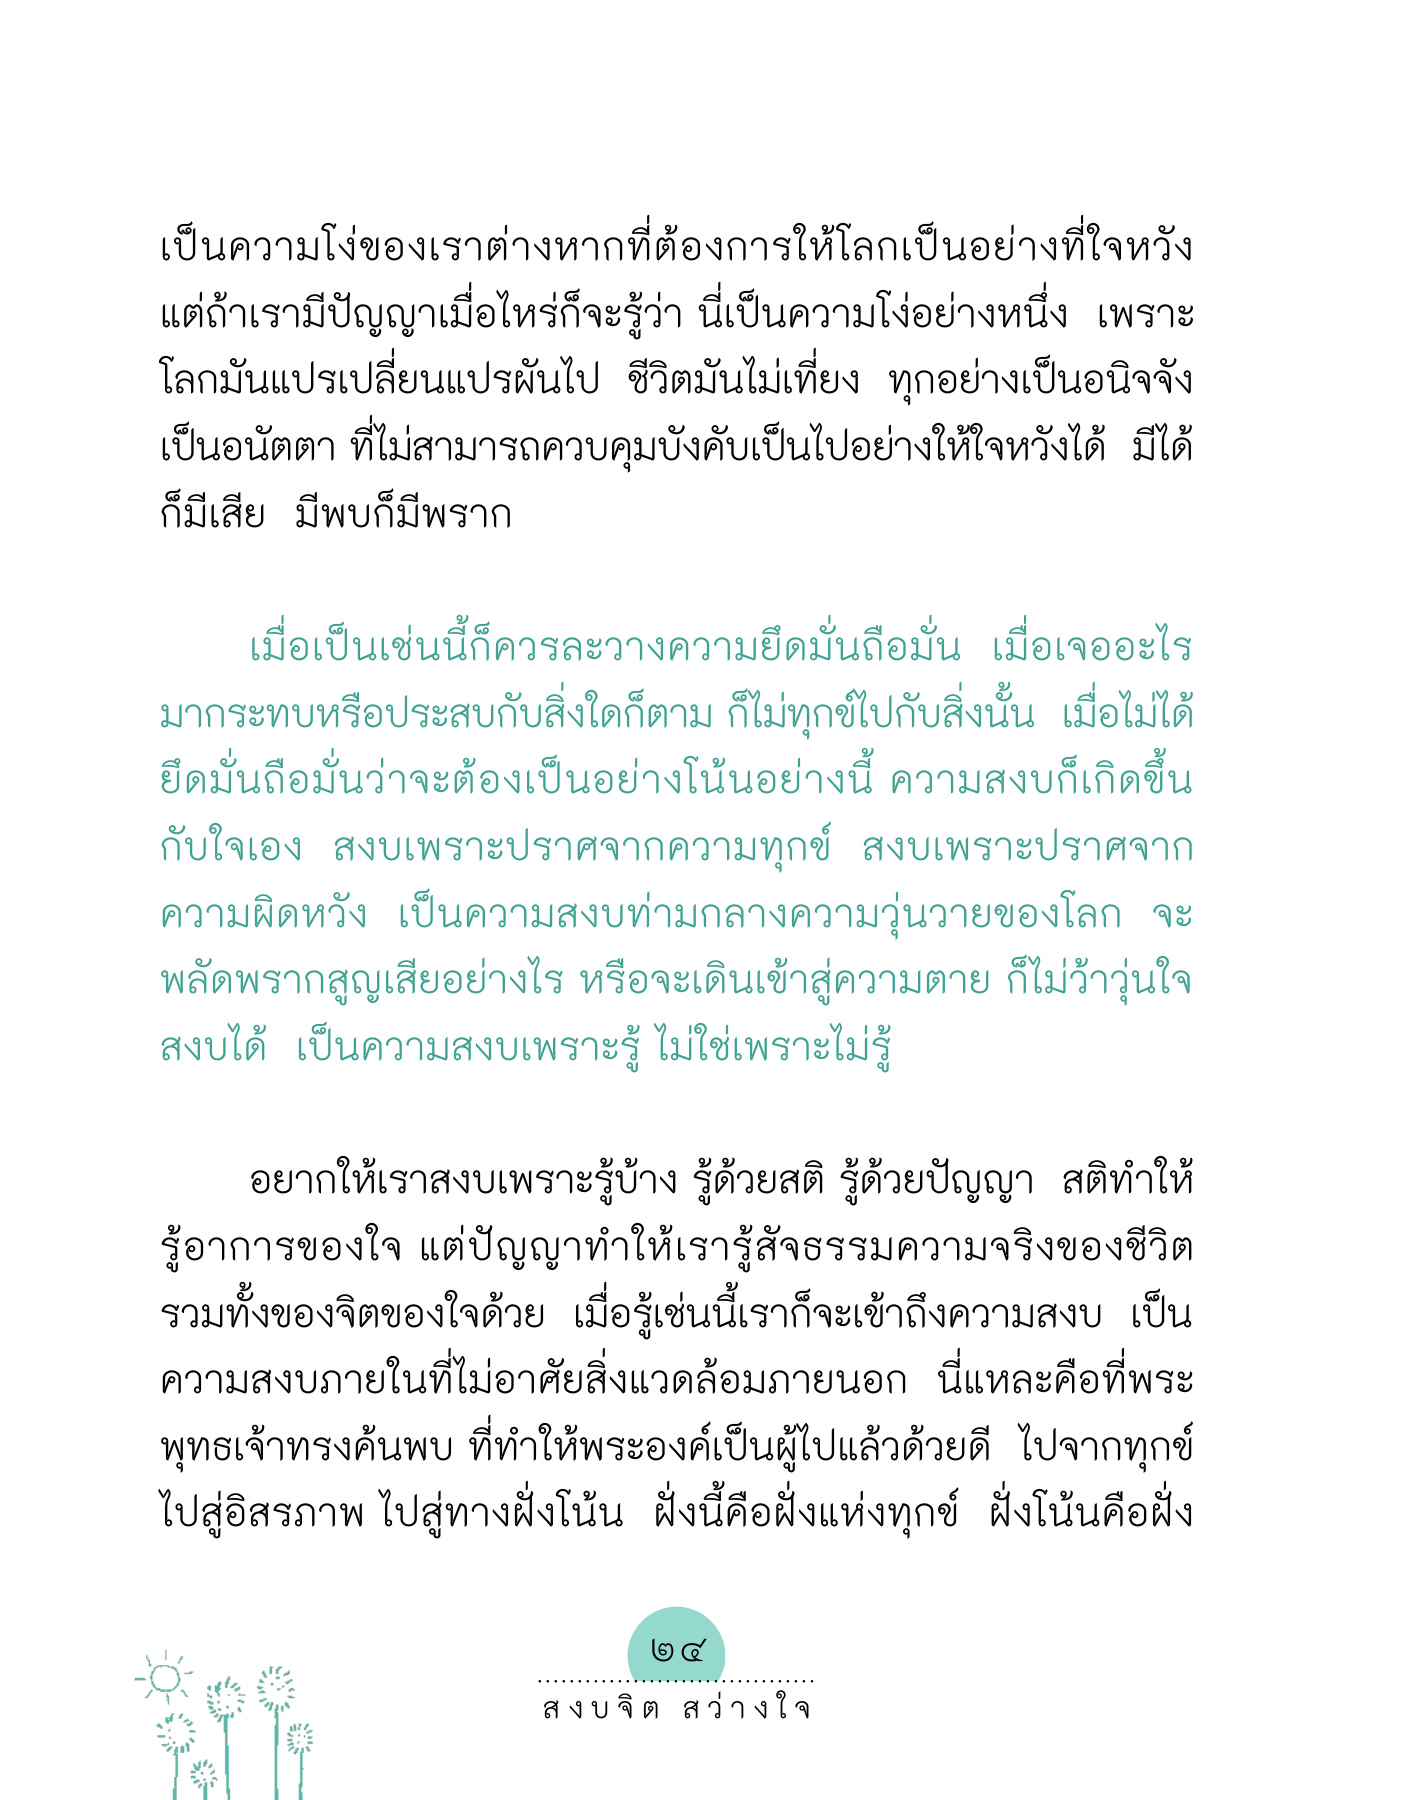 เป็นความโง่ของเราต่างหากที่ต้องการให้โลกเป็นอย่างที่ใจหวัง
แต่ถ้าเรามีปัญญาเมื่อไหร่ก็จะรู้ว่า นี่เป็นความโง่อย่างหนึ่ง เพราะ
โลกมันแปรเปลี่ยนแปรผันไป ชีวิตมันไม่เที่ยง ทุกอย่างเป็นอนิจจัง
เป็นอนัตตา ที่ไม่สามารถควบคุมบังคับเป็นไปอย่างให้ใจหวังได้ มีได้
ก็มีเสีย มีพบก็มีพราก
เมื่อเป็นเช่นนี้ก็ควรละวางความยึดมั่นถือมั่น เมื่อเจออะไร
มากระทบหรือประสบกับสิ่งใดก็ตาม ก็ไม่ทุกข์ไปกับสิ่งนั้น เมื่อไม่ได้
ยึดมั่นถือมั่นว่าจะต้องเป็นอย่างโน้นอย่างนี้ ความสงบก็เกิดขึ้น
กับใจเอง สงบเพราะปราศจากความทุกข์ สงบเพราะปราศจาก
ความผิดหวัง เป็นความสงบท่ามกลางความวุ่นวายของโลก จะ
พลัดพรากสูญเสียอย่างไร หรือจะเดินเข้าสู่ความตาย ก็ไม่ว้าวุ่นใจ
สงบได้ เป็นความสงบเพราะรู้ ไม่ใช่เพราะไม่รู้
อยากให้เราสงบเพราะรู้บ้าง รู้ด้วยสติ รู้ด้วยปัญญา สติทำให้
รู้อาการของใจ แต่ปัญญาทำให้เรารู้สัจธรรมความจริงของชีวิต
รวมทั้งของจิตของใจด้วย เมื่อรู้เช่นนี้เราก็จะเข้าถึงความสงบ เป็น
ความสงบภายในที่ไม่อาศัยสิ่งแวดล้อมภายนอก นี่แหละคือที่พระ
พุทธเจ้าทรงค้นพบ ที่ทำให้พระองค์เป็นผู้ไปแล้วด้วยดี ไปจากทุกข์
ไปสู่อิสรภาพ ไปสู่ทางฝั่งโน้น ฝั่งนี้คือฝั่งแห่งทุกข์ ฝั่งโน้นคือฝั่ง
๒๔
สงบจิต สว่างใจ